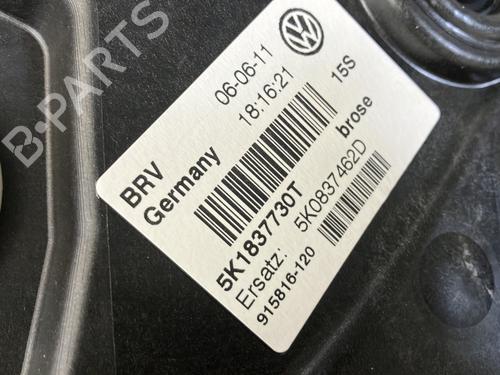 BRV
Germany
06-06-11
18:16:21
5K1837730T
Ersatz: 5K0837462D
915816-120
15S
brose
B-PARTS